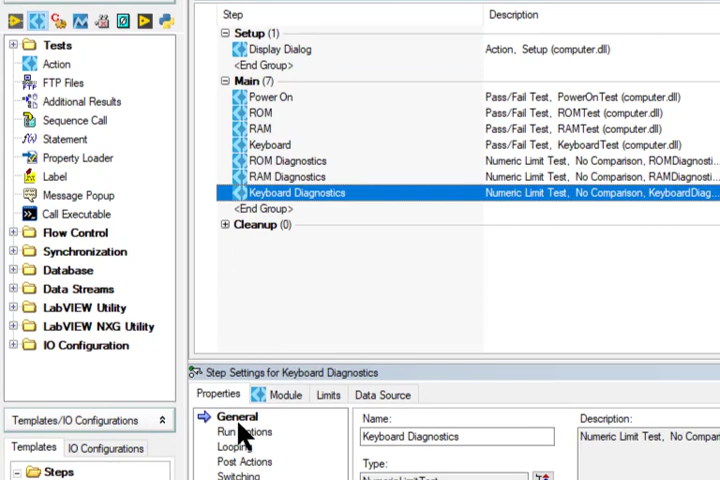 Step Description
Setup (1)
Display Dialog Action, Setup (computer.dll)
<End Group>
Main (7)
Power On Pass/Fail Test, PowerOnTest (computer.dll)
ROM Pass/Fail Test, ROMTest (computer.dll)
RAM Pass/Fail Test, RAMTest (computer.dll)
Keyboard Pass/Fail Test, KeyboardTest (computer.dll)
ROM Diagnostics Numeric Limit Test, No Comparison, ROMDiagnosti...
RAM Diagnostics Numeric Limit Test, No Comparison, RAMDiagnosti...
Keyboard Diagnostics Numeric Limit Test, No Comparison, KeyboardDiag...
<End Group>
Cleanup (0)
Tests
Action
FTP Files
FTP
Additional Results
Sequence Call
f(x) Statement
Property Loader
Label
Message Popup
Call Executable
Flow Control
Synchronization
Database
Data Streams
LabVIEW Utility
LabVIEW NXG Utility
IO Configuration
Templates/IO Configurations
Templates IO Configurations
Steps
Step Settings for Keyboard Diagnostics
Properties Module Limits Data Source
General
Looping
Post Actions
Switching
Name:
Keyboard Diagnostics
Type:
NumericLimitTest
Description:
Numeric Limit Test, No Compar